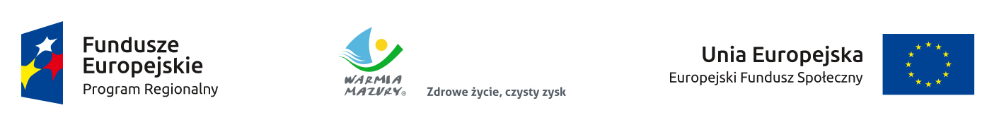 Fundusze
Europejskie
Program Regionalny
WARMIA
MAZURY®
Zdrowe życie, czysty zysk
Unia Europejska
Europejski Fundusz Społeczny